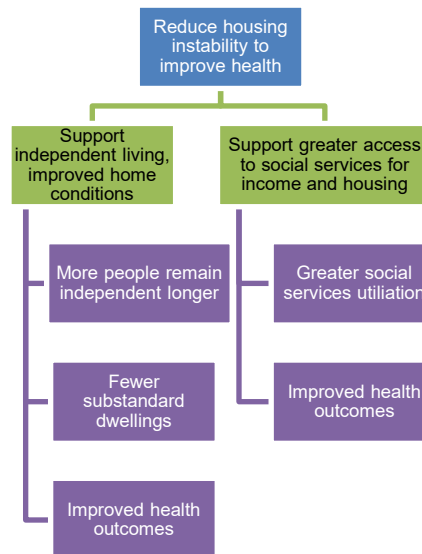 Reduce housing
instability to
improve health
Support
independent living,
improved home
conditions
Support greater access
to social services for
income and housing
More people remain
independent longer
Fewer
substandard
dwellings
Improved health
outcomes
Greater social
services utiliation
Improved health
outcomes